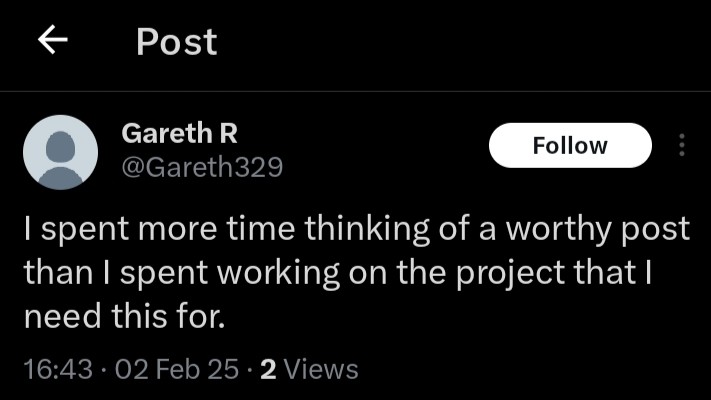 Post
Gareth R
@Gareth329
Follow
I spent more time thinking of a worthy post
than I spent working on the project that I
need this for.
16:43 · 02 Feb 25 · 2 Views